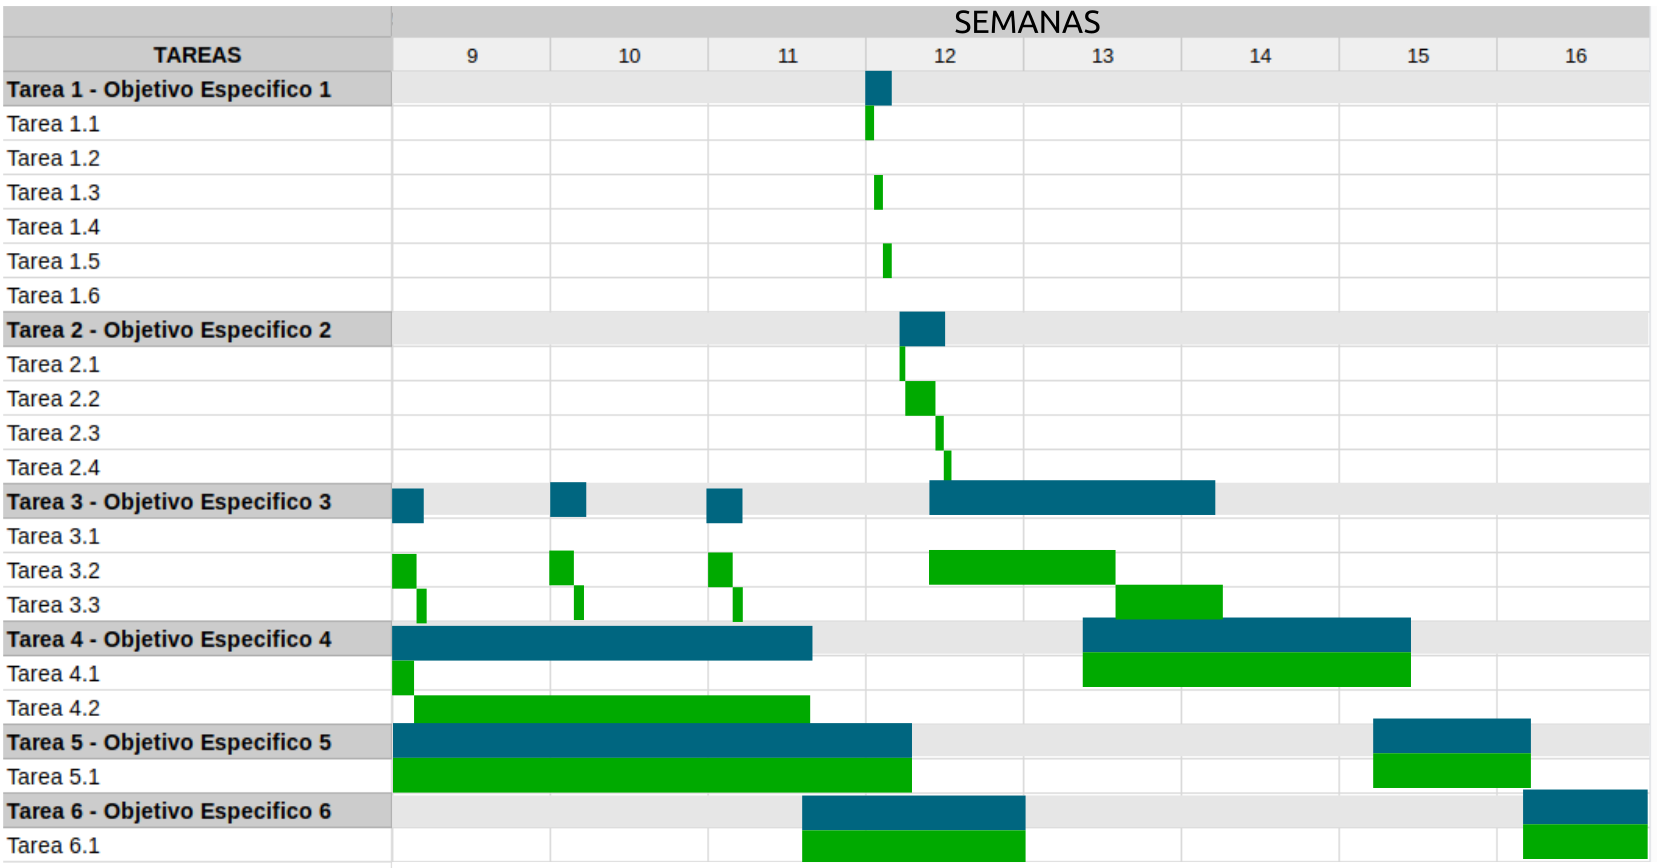 SEMANAS
TAREAS 9 10 11 12 13 14 15 16
Tarea 1 - Objetivo Especifico 1
Tarea 1.1
Tarea 1.2
Tarea 1.3
Tarea 1.4
Tarea 1.5
Tarea 1.6
Tarea 2 - Objetivo Especifico 2
Tarea 2.1
Tarea 2.2
Tarea 2.3
Tarea 2.4
Tarea 3 - Objetivo Especifico 3
Tarea 3.1
Tarea 3.2
Tarea 3.3
Tarea 4 - Objetivo Especifico 4
Tarea 4.1
Tarea 4.2
Tarea 5 - Objetivo Especifico 5
Tarea 5.1
Tarea 6 - Objetivo Especifico 6
Tarea 6.1